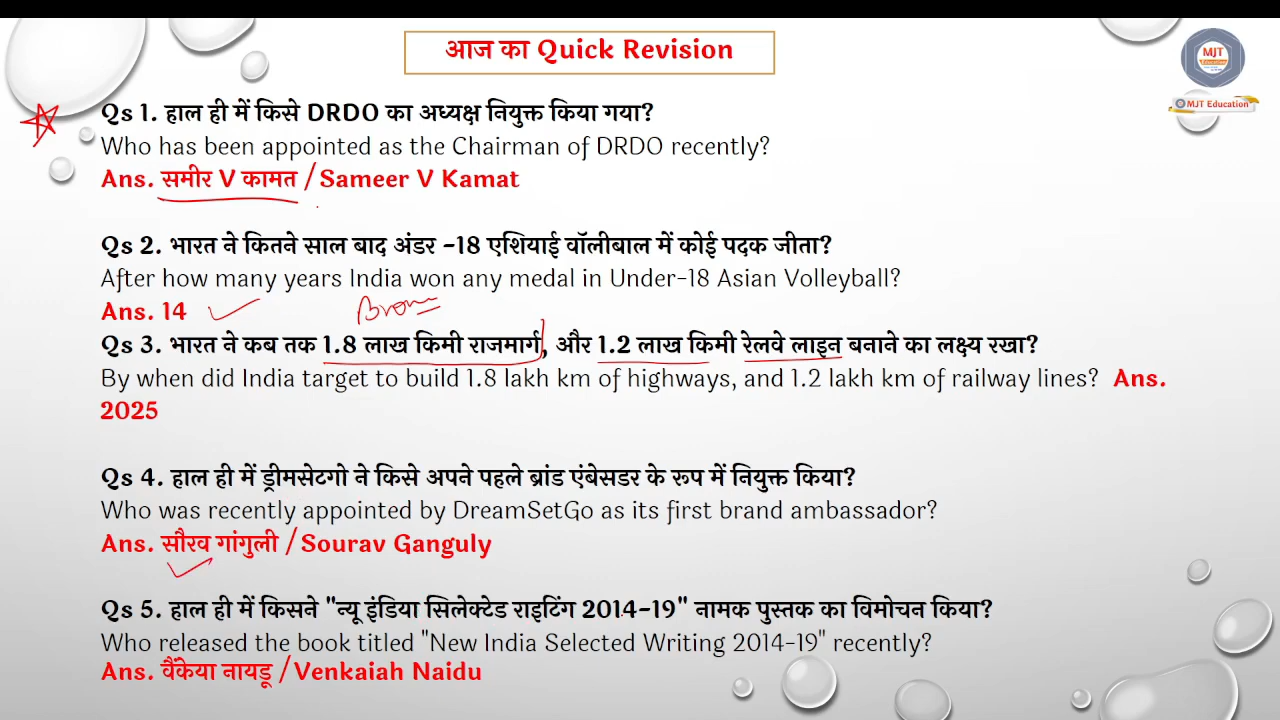 आज का Quick Revision
MJT
Education
MJT Education
Qs 1. हाल ही में किसे DRDO का अध्यक्ष नियुक्त किया गया?
Who has been appointed as the Chairman of DRDO recently?
Ans. समीर V कामत / Sameer V Kamat
Qs 2. भारत ने कितने साल बाद अंडर -18 एशियाई वॉलीबाल में कोई पदक जीता?
After how many years India won any medal in Under-18 Asian Volleyball?
Ans. 14
Qs 3. भारत ने कब तक 1.8 लाख किमी राजमार्ग, और 1.2 लाख किमी रेलवे लाइन बनाने का लक्ष्य रखा?
By when did India target to build 1.8 lakh km of highways, and 1.2 lakh km of railway lines? Ans.
2025
Qs 4. हाल ही में ड्रीमसेटगो ने किसे अपने पहले ब्रांड एंबेसडर के रूप में नियुक्त किया?
Who was recently appointed by DreamSetGo as its first brand ambassador?
Ans. सौरव गांगुली / Sourav Ganguly
Qs 5. हाल ही में किसने "न्यू इंडिया सिलेक्टेड राइटिंग 2014-19" नामक पुस्तक का विमोचन किया?
Who released the book titled "New India Selected Writing 2014-19" recently?
Ans. वैंकेया नायडू / Venkaiah Naidu